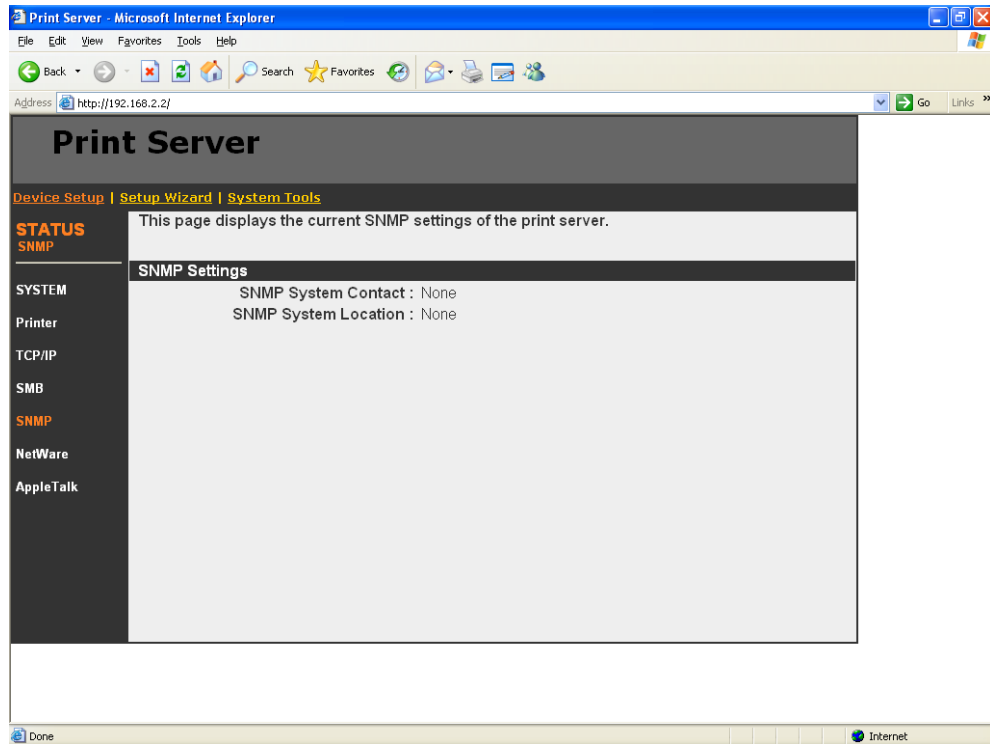 Print Server - Microsoft Internet Explorer
File Edit View Favorites Tools Help
Back Search Favorites
Address http://192.168.2.2/ Go Links »
Print Server
Device Setup | Setup Wizard | System Tools
STATUS
SNMP
This page displays the current SNMP settings of the print server.
SNMP Settings
SNMP System Contact : None
SNMP System Location : None
SYSTEM
Printer
TCP/IP
SMB
SNMP
NetWare
AppleTalk
Done Internet